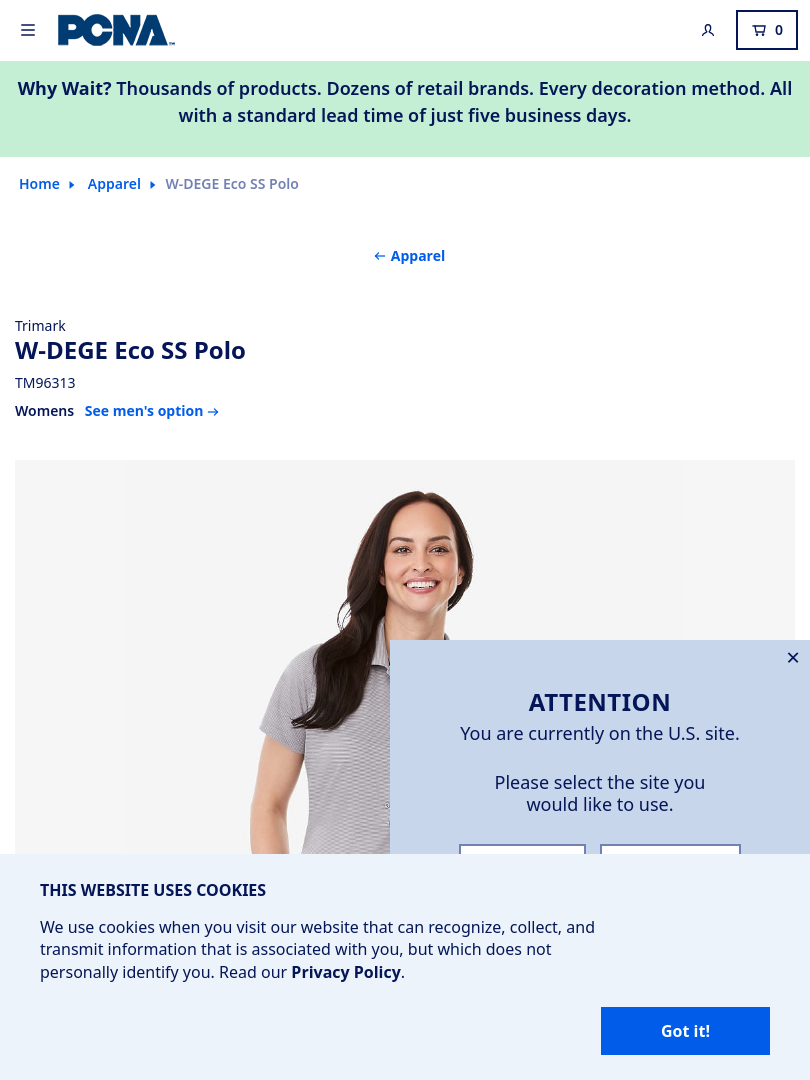 PCNA
0
Why Wait? Thousands of products. Dozens of retail brands. Every decoration method. All
with a standard lead time of just five business days.
Home Apparel W-DEGE Eco SS Polo
← Apparel
Trimark
W-DEGE Eco SS Polo
TM96313
Womens See men's option →
ATTENTION
You are currently on the U.S. site.
Please select the site you
would like to use.
THIS WEBSITE USES COOKIES
We use cookies when you visit our website that can recognize, collect, and
transmit information that is associated with you, but which does not
personally identify you. Read our Privacy Policy.
Got it!